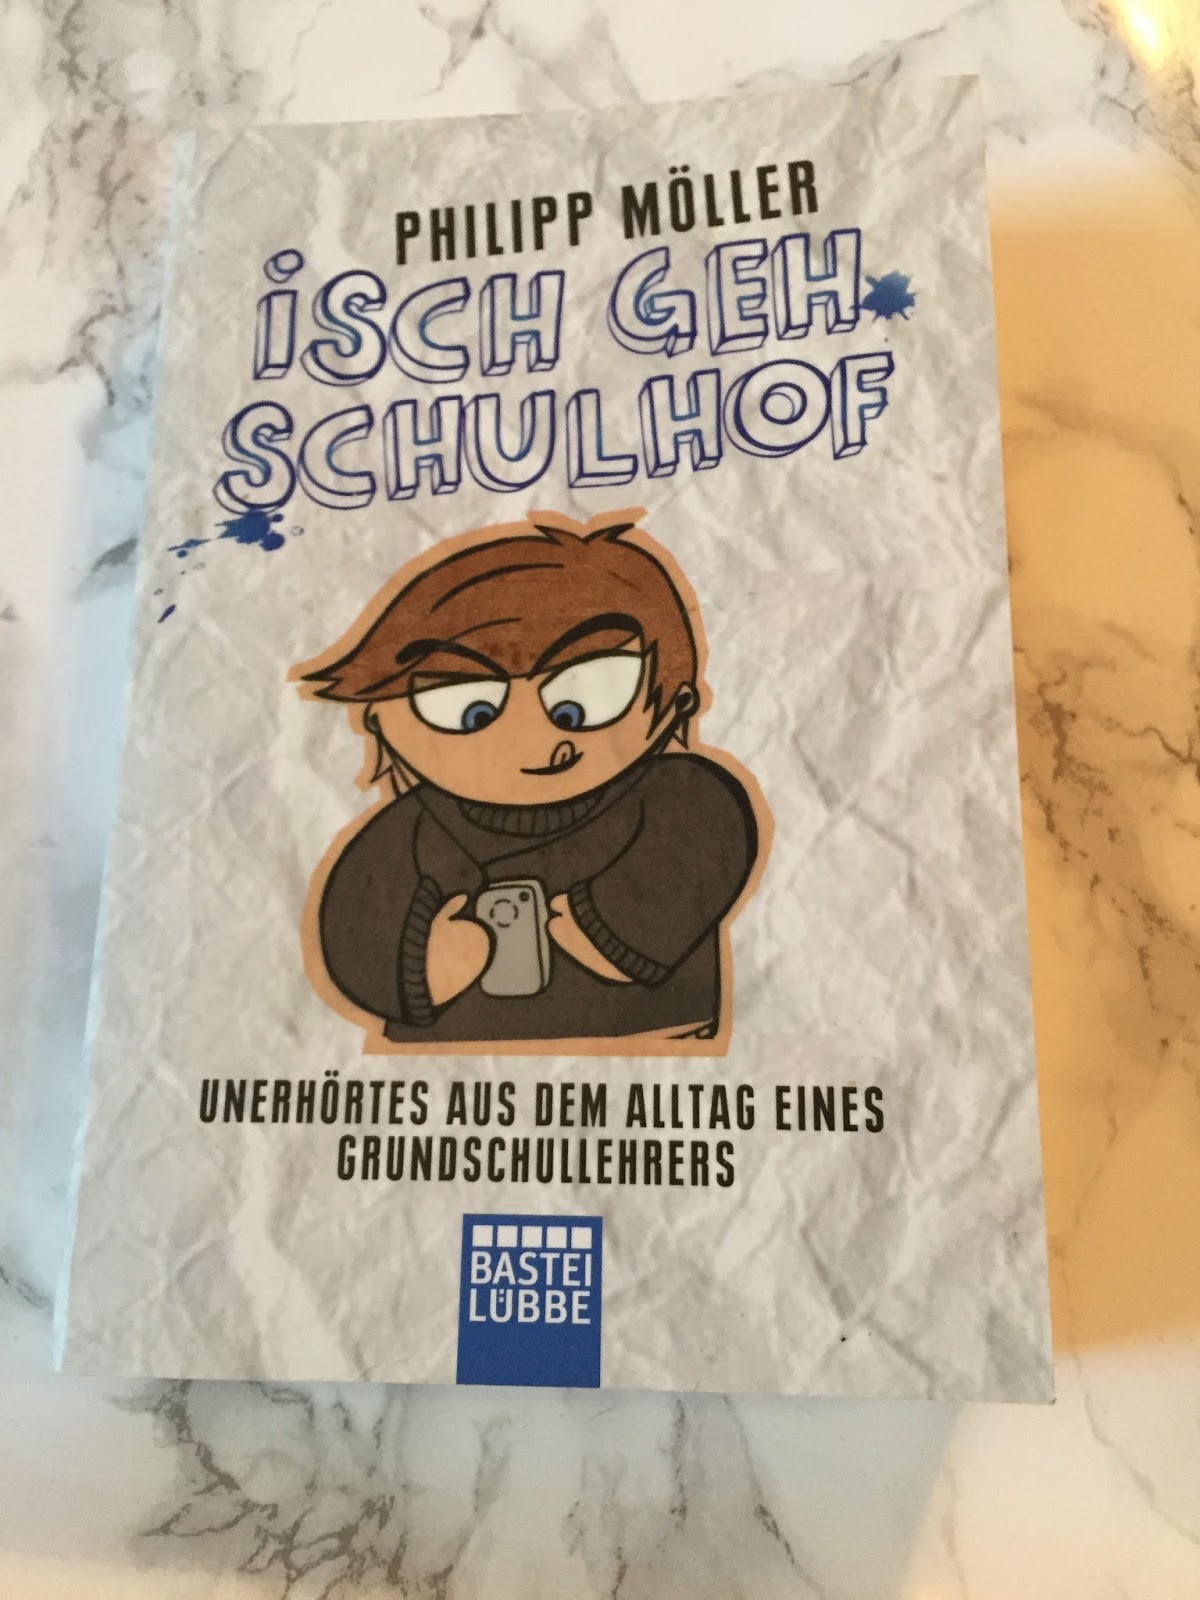 PHILIPP MÖLLER
iSCH GEH
SCHULHOF
UNERHÖRTES AUS DEM ALLTAG EINES
GRUNDSCHULLEHRERS
BASTEI
LÜBBE